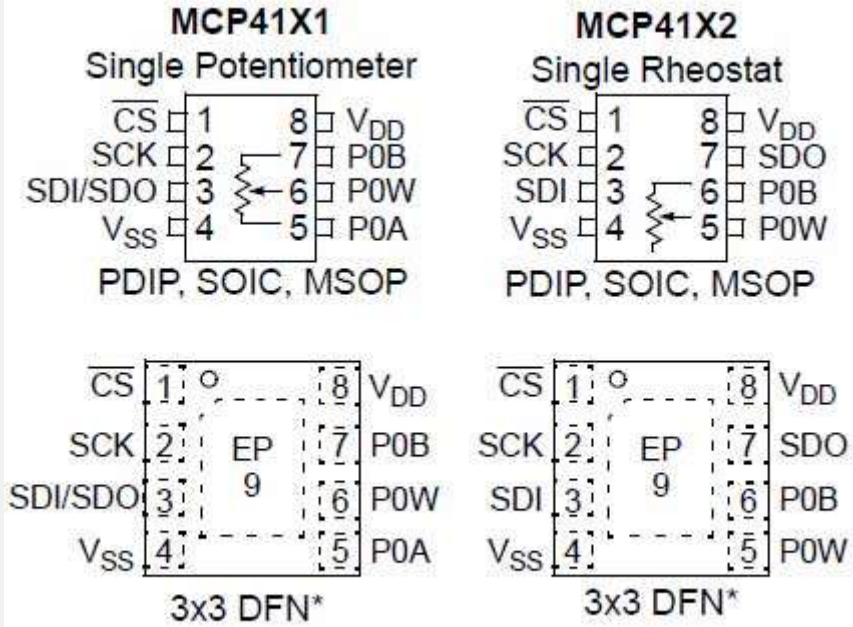 MCP41X1
Single Potentiometer
CS 1 8 VDD
SCK 2 7 P0B
SDI/SDO 3 6 P0W
VSS 4 5 P0A
PDIP, SOIC, MSOP
MCP41X2
Single Rheostat
CS 1 8 VDD
SCK 2 7 SDO
SDI 3 6 P0B
VSS 4 5 P0W
PDIP, SOIC, MSOP
CS 1 8 VDD
SCK 2 EP 7 P0B
SDI/SDO 3 9 6 P0W
VSS 4 5 P0A
3x3 DFN*
CS 1 8 VDD
SCK 2 EP 7 SDO
SDI 3 9 6 P0B
VSS 4 5 P0W
3x3 DFN*